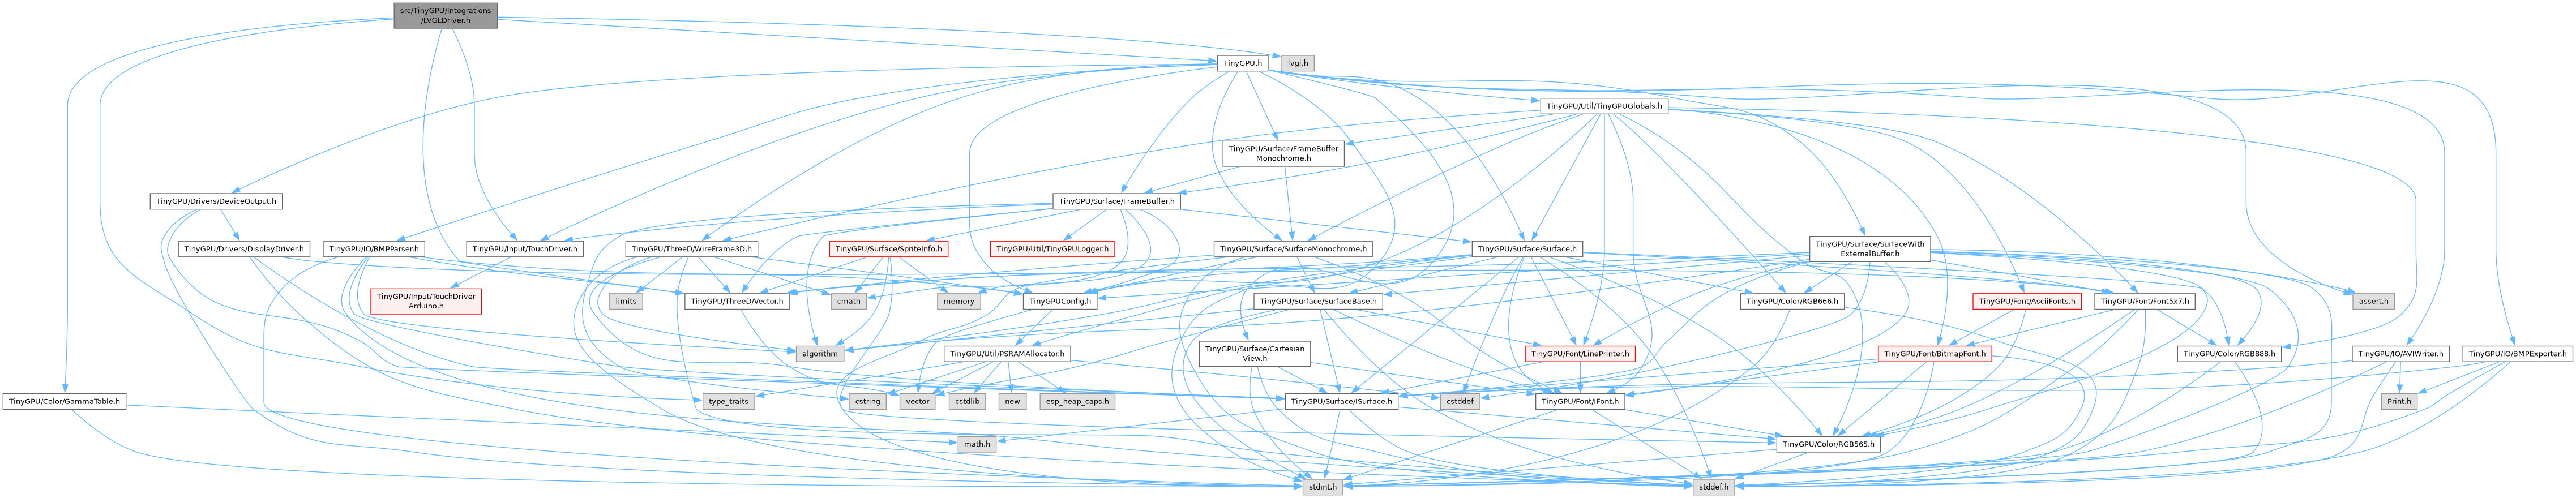 src/TinyGPU/Integrations
/LVGLDriver.h
TinyGPU.h
lvgl.h
TinyGPU/Util/TinyGPUGlobals.h
TinyGPU/Surface/FrameBuffer
Monochrome.h
TinyGPU/Drivers/DeviceOutput.h
TinyGPU/Surface/FrameBuffer.h
TinyGPU/Drivers/DisplayDriver.h
TinyGPU/IO/BMPParser.h
TinyGPU/Input/TouchDriver.h
TinyGPU/ThreeD/WireFrame3D.h
TinyGPU/Surface/SpriteInfo.h
TinyGPU/Util/TinyGPULogger.h
TinyGPU/Surface/SurfaceMonochrome.h
TinyGPU/Surface/Surface.h
TinyGPU/Surface/SurfaceWith
ExternalBuffer.h
TinyGPU/Input/TouchDriver
Arduino.h
limits
TinyGPU/ThreeD/Vector.h
cmath
memory
TinyGPUConfig.h
TinyGPU/Surface/SurfaceBase.h
TinyGPU/Color/RGB666.h
TinyGPU/Font/AsciiFonts.h
TinyGPU/Font/Font5x7.h
assert.h
algorithm
TinyGPU/Util/PSRAMAllocator.h
TinyGPU/Surface/Cartesian
View.h
TinyGPU/Font/LinePrinter.h
TinyGPU/Font/BitmapFont.h
TinyGPU/Color/RGB888.h
TinyGPU/IO/AVIWriter.h
TinyGPU/IO/BMPExporter.h
TinyGPU/Color/GammaTable.h
type_traits
cstring
vector
cstdlib
new
esp_heap_caps.h
TinyGPU/Surface/ISurface.h
cstddef
TinyGPU/Font/IFont.h
Print.h
math.h
TinyGPU/Color/RGB565.h
stdint.h
stddef.h